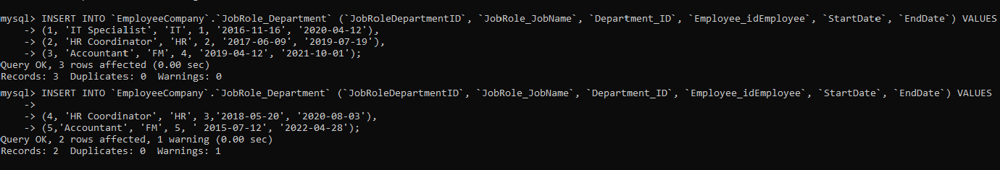 mysql> INSERT INTO `EmployeeCompany`.`JobRole_Department` (`JobRoleDepartmentID`, `JobRole_JobName`, `Department_ID`, `Employee_idEmployee`, `StartDate`, `EndDate`) VALUES
    -> (1, 'IT Specialist', 'IT', 1, '2016-11-16', '2020-04-12'),
    -> (2, 'HR Coordinator', 'HR', 2, '2017-06-09', '2019-07-19'),
    -> (3, 'Accountant', 'FM', 4, '2019-04-12', '2021-10-01');
Query OK, 3 rows affected (0.00 sec)
Records: 3  Duplicates: 0  Warnings: 0
mysql> INSERT INTO `EmployeeCompany`.`JobRole_Department` (`JobRoleDepartmentID`, `JobRole_JobName`, `Department_ID`, `Employee_idEmployee`, `StartDate`, `EndDate`) VALUES
    ->
    -> (4, 'HR Coordinator', 'HR', 3,'2018-05-20', '2020-08-03'),
    -> (5,'Accountant', 'FM', 5, ' 2015-07-12', '2022-04-28');
Query OK, 2 rows affected, 1 warning (0.00 sec)
Records: 2  Duplicates: 0  Warnings: 1